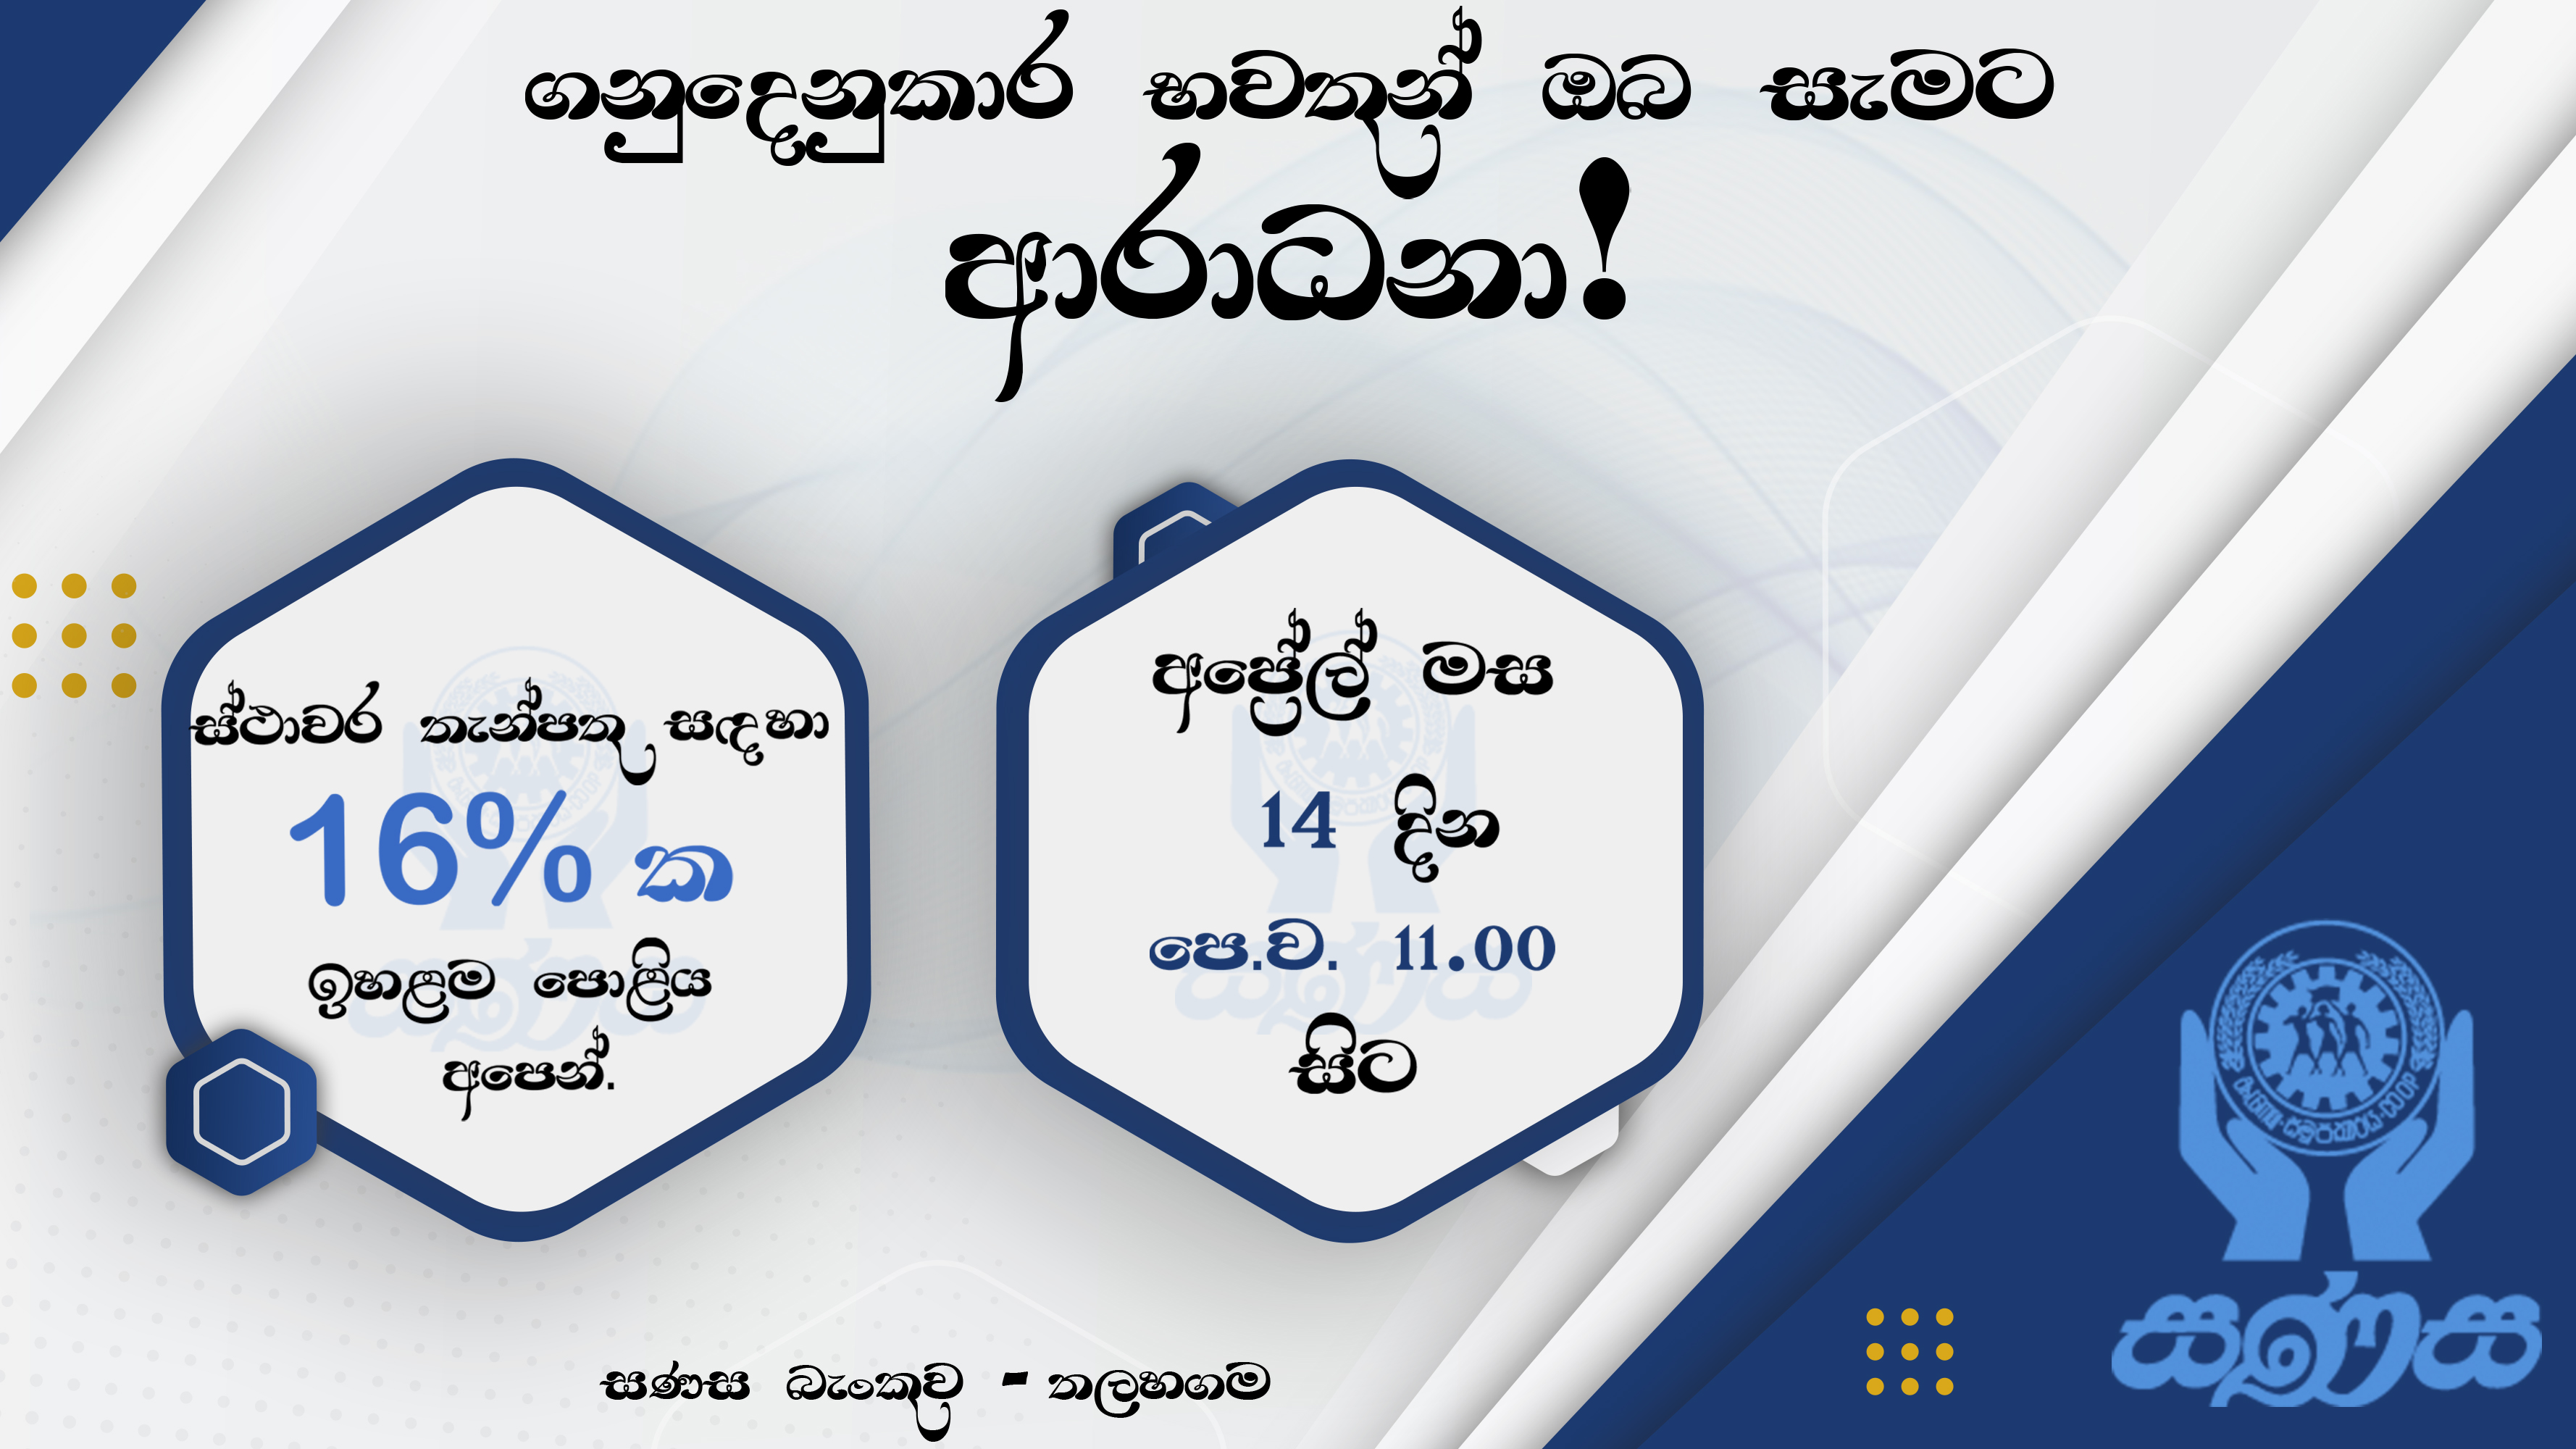 ගනුදෙනුකාර භවතුන් ඔබ සැමට
ආරාධනා!
ස්ථාවර තැන්පතු සඳහා
16% ක
ඉහළම පොළිය
අපෙන්.
අප්‍රේල් මස
14 දින
පෙ.ව. 11.00
සිට
සණස බැංකුව - තලහගම
සණස